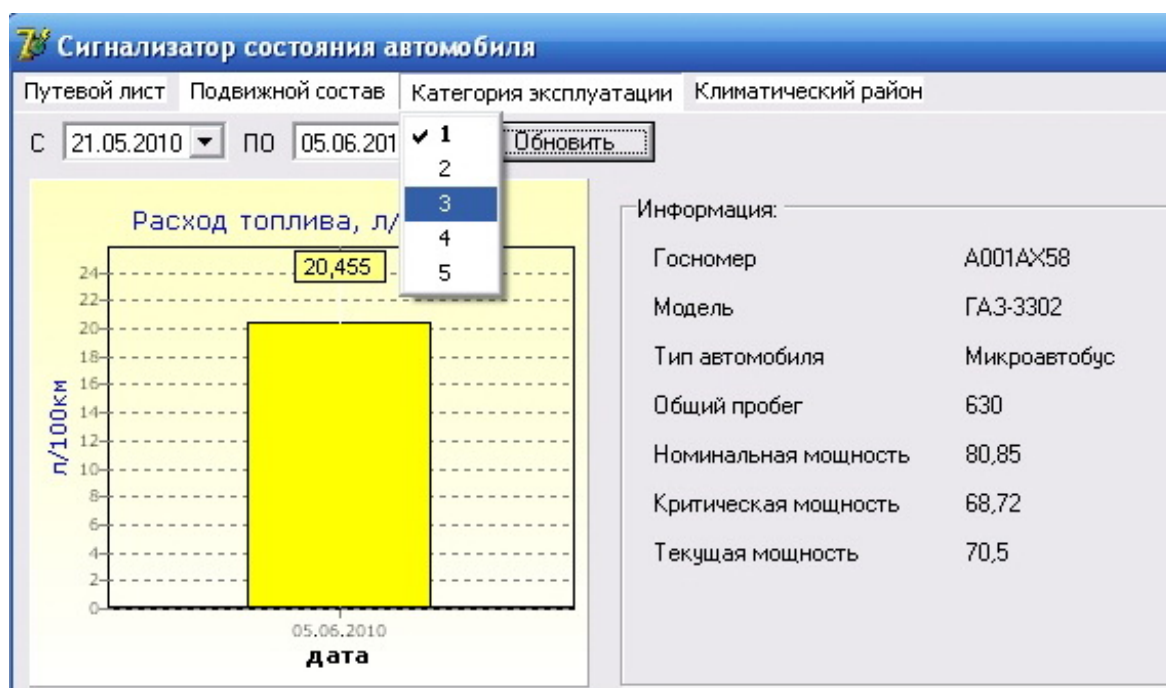 Сигнализатор состояния автомобиля
Путевой лист Подвижной состав Категория эксплуатации Климатический район
С 21.05.2010 ПО 05.06.201 Обновить
1
2
3
4
5
Расход топлива, л/
20,455
24
22
20
18
16
14
12
10
8
6
4
2
0
л/100км
05.06.2010
дата
Информация:
Госномер А001АХ58
Модель ГАЗ-3302
Тип автомобиля Микроавтобус
Общий пробег 630
Номинальная мощность 80,85
Критическая мощность 68,72
Текущая мощность 70,5